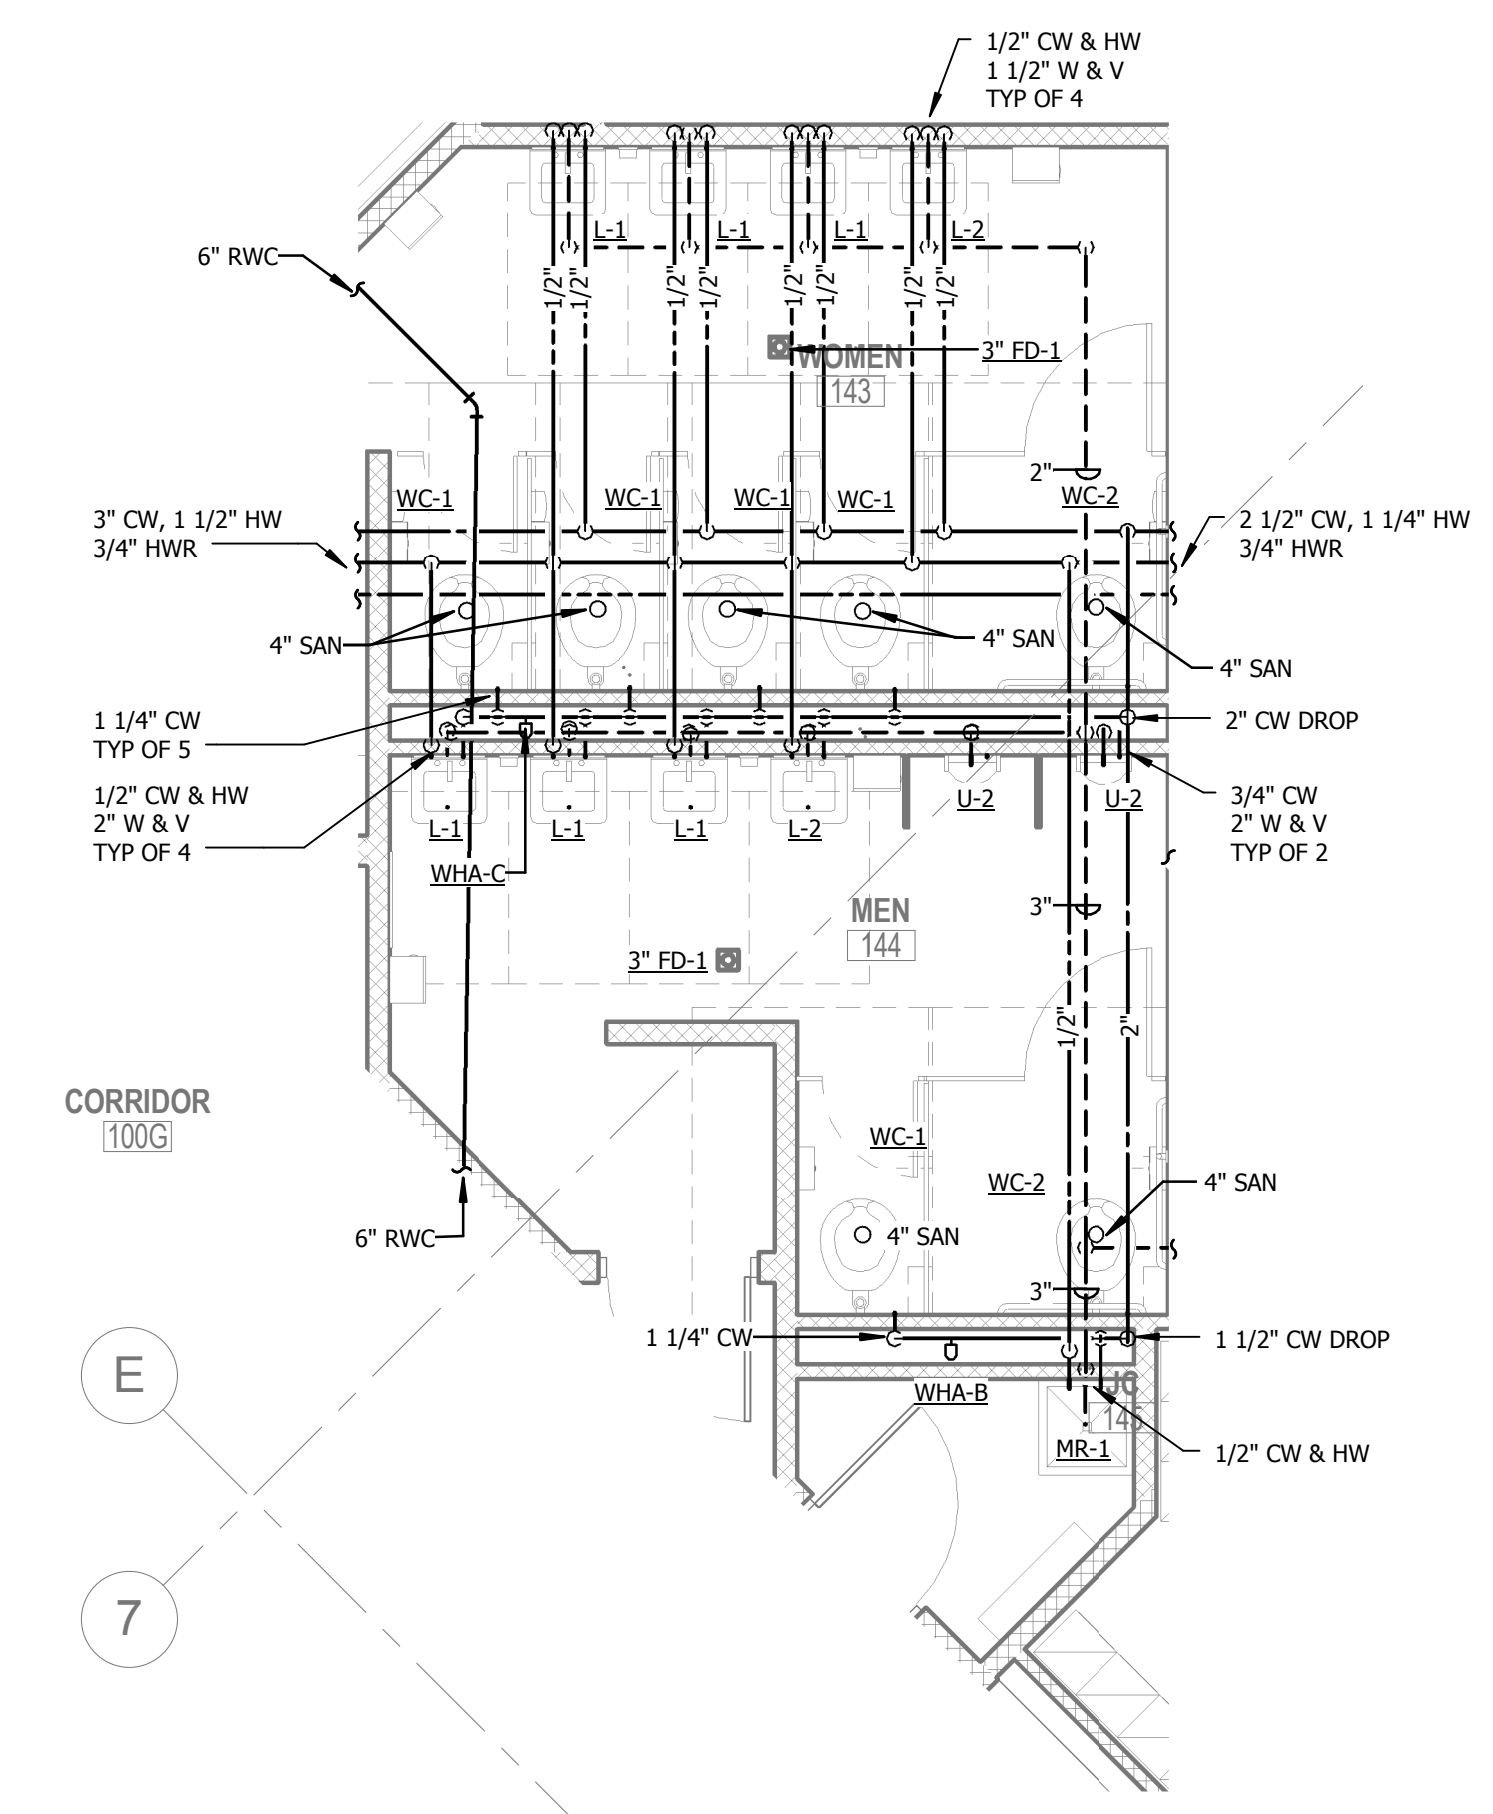 1/2" CW & HW
1 1/2" W & V
TYP OF 4
L-1
L-1
L-1
L-2
6" RWC
1/2"
1/2"
1/2"
1/2"
1/2"
1/2"
1/2"
1/2"
WOMEN
143
3" FD-1
2"
WC-1
WC-1
WC-1
WC-1
WC-2
3" CW, 1 1/2" HW
3/4" HWR
2 1/2" CW, 1 1/4" HW
3/4" HWR
4" SAN
4" SAN
4" SAN
1 1/4" CW
TYP OF 5
2" CW DROP
1/2" CW & HW
2" W & V
TYP OF 4
3/4" CW
2" W & V
TYP OF 2
L-1
L-1
L-1
L-2
U-2
U-2
WHA-C
MEN
144
3"
3" FD-1
1/2"
2"
CORRIDOR
100G
WC-1
WC-2
4" SAN
6" RWC
4" SAN
3"
1 1/4" CW
1 1/2" CW DROP
WHA-B
JC
145
MR-1
1/2" CW & HW
E
7